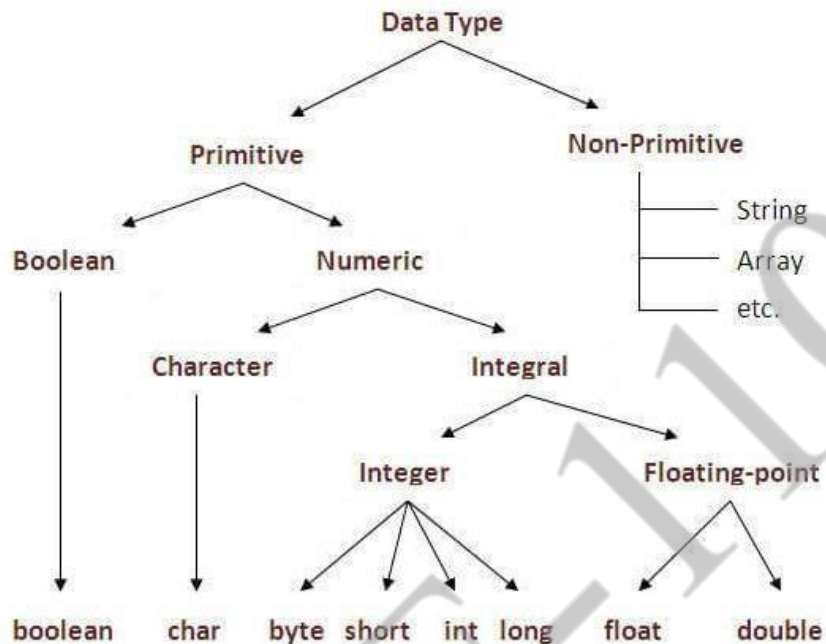 Data Type
Primitive
Non-Primitive
String
Boolean
Numeric
Array
etc.
Character
Integral
Integer
Floating-point
boolean
char
byte
short
int
long
float
double